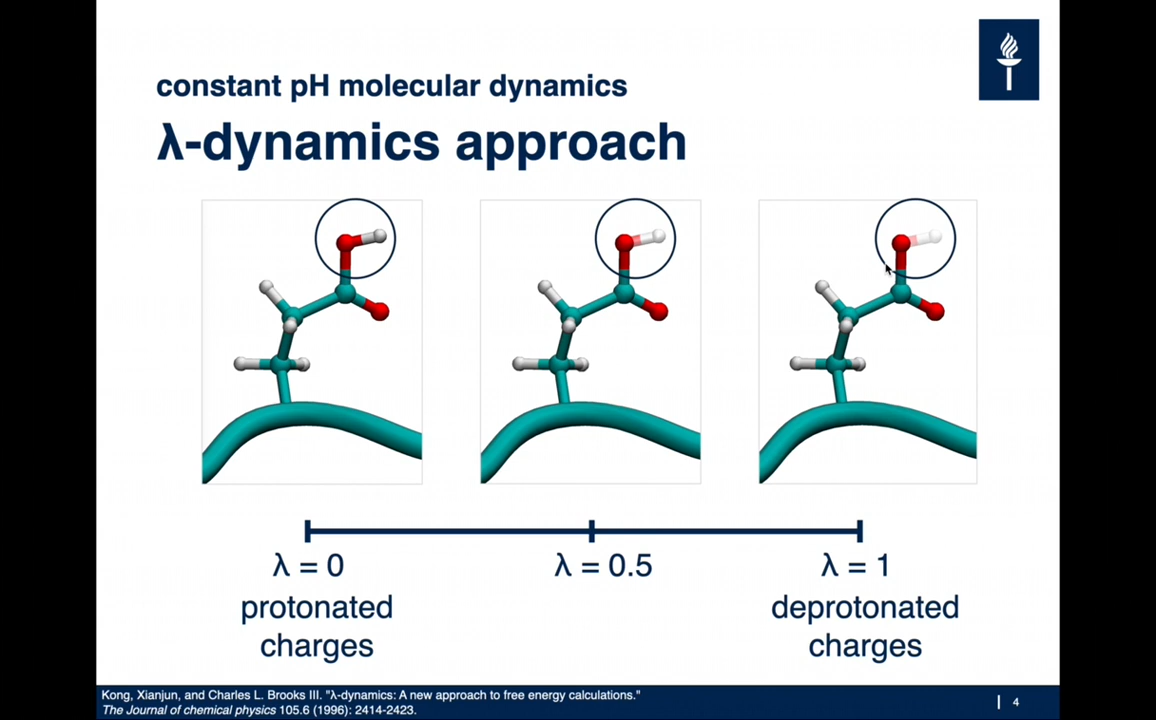 constant pH molecular dynamics
λ-dynamics approach
λ = 0
λ = 0.5
λ = 1
protonated
charges
deprotonated
charges
Kong, Xianjun, and Charles L. Brooks III. "λ-dynamics: A new approach to free energy calculations."
The Journal of chemical physics 105.6 (1996): 2414-2423.
| 4